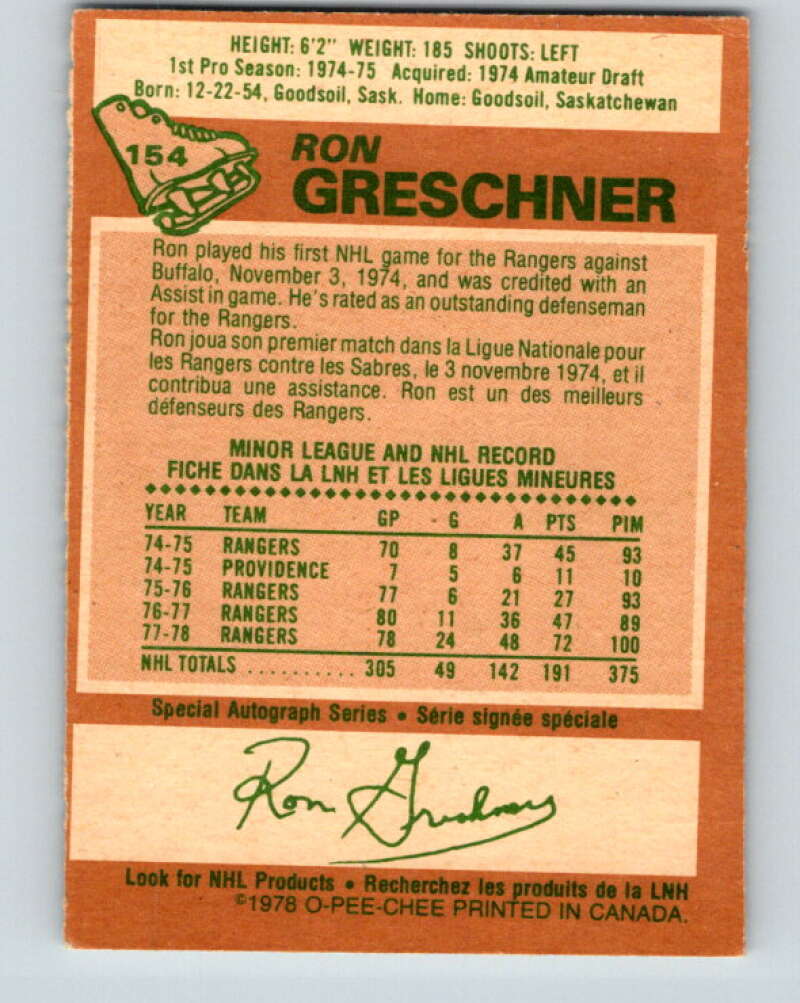 HEIGHT: 6'2" WEIGHT: 185 SHOOTS: LEFT
1st Pro Season: 1974-75 Acquired: 1974 Amateur Draft
Born: 12-22-54, Goodsoil, Sask. Home: Goodsoil, Saskatchewan
154
RON
GRESCHNER
Ron played his first NHL game for the Rangers against
Buffalo, November 3, 1974, and was credited with an
Assist in game. He's rated as an outstanding defenseman
for the Rangers.
Ron joua son premier match dans la Ligue Nationale pour
les Rangers contre les Sabres, le 3 novembre 1974, et il
contribua une assistance. Ron est un des meilleurs
défenseurs des Rangers.
MINOR LEAGUE AND NHL RECORD
FICHE DANS LA LNH ET LES LIGUES MINEURES
YEAR TEAM GP G A PTS PIM
74-75 RANGERS 70 8 37 45 93
74-75 PROVIDENCE 7 5 6 11 10
75-76 RANGERS 77 6 21 27 93
76-77 RANGERS 80 11 36 47 89
77-78 RANGERS 78 24 48 72 100
NHL TOTALS ........... 305 49 142 191 375
Special Autograph Series • Série signée spéciale
Ron Greschner
Look for NHL Products • Recherchez les produits de la LNH
©1978 O-PEE-CHEE PRINTED IN CANADA.